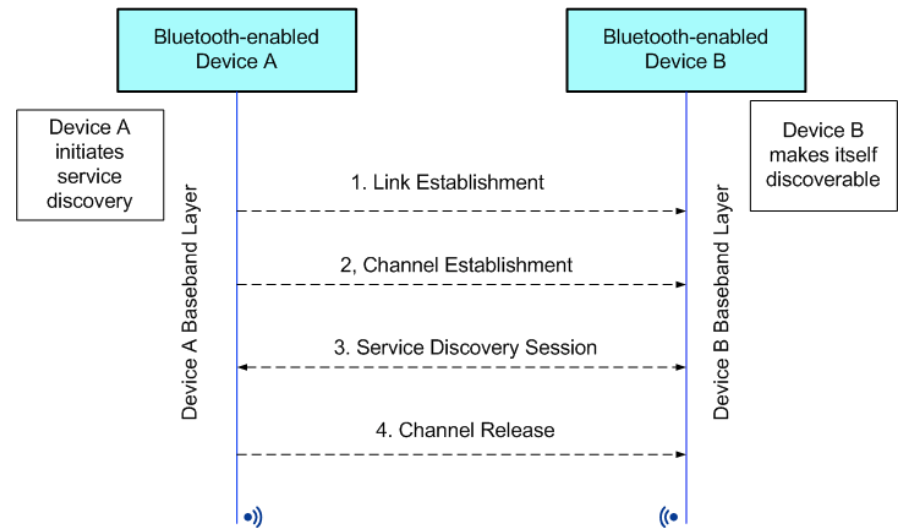 Bluetooth-enabled
Device A
Bluetooth-enabled
Device B
Device A
initiates
service
discovery
Device B
makes itself
discoverable
1. Link Establishment
2, Channel Establishment
3. Service Discovery Session
4. Channel Release
Device A Baseband Layer
Device B Baseband Layer